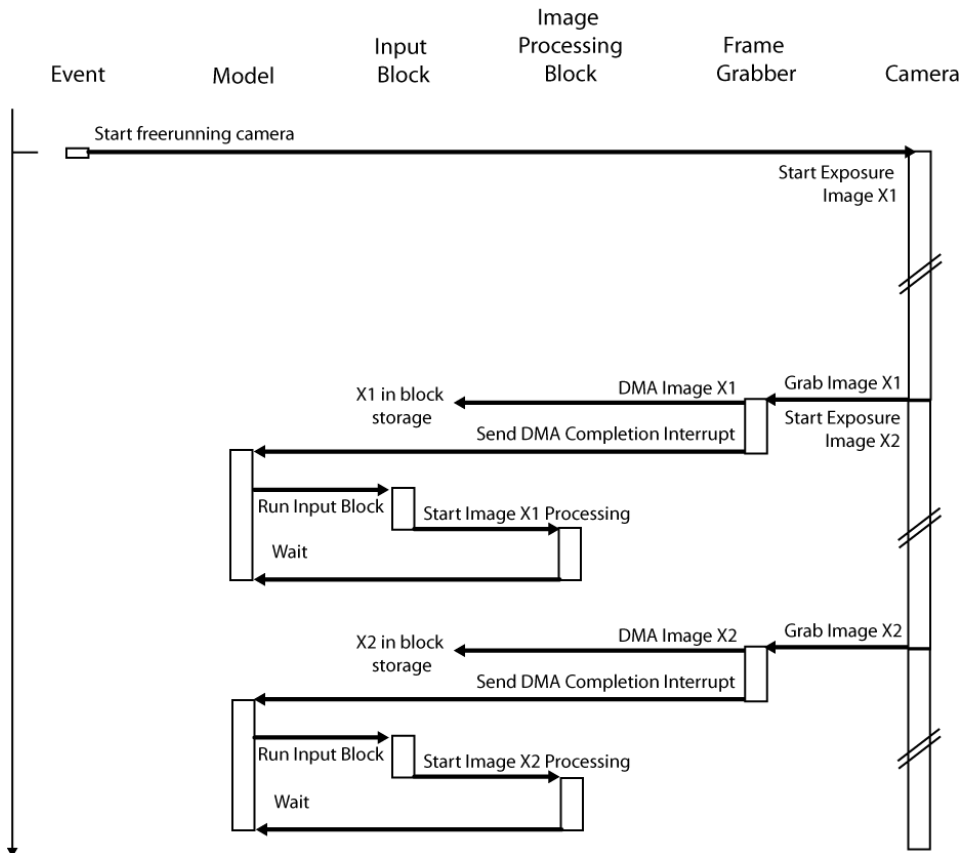 Event
Model
Input
Block
Image
Processing
Block
Frame
Grabber
Camera
Start freerunning camera
Start Exposure
Image X1
X1 in block
storage
DMA Image X1
Grab Image X1
Start Exposure
Image X2
Send DMA Completion Interrupt
Run Input Block
Start Image X1 Processing
Wait
X2 in block
storage
DMA Image X2
Grab Image X2
Send DMA Completion Interrupt
Run Input Block
Start Image X2 Processing
Wait